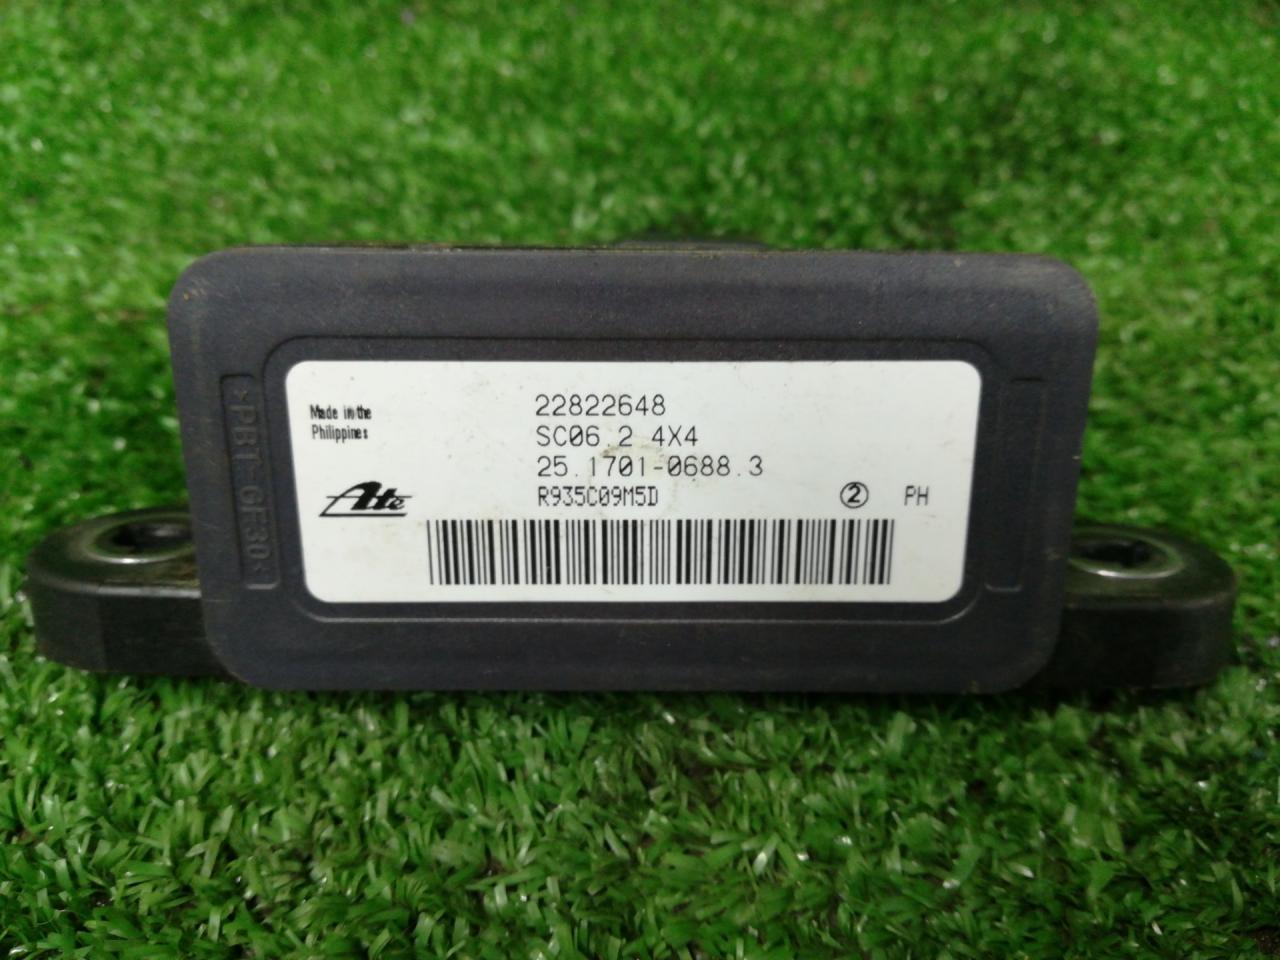 Made in the
Philippines
Ate
22822648
SC06.2 4X4
25.1701-0688.3
R935C09M5D
② PH
>PBT-GF30<